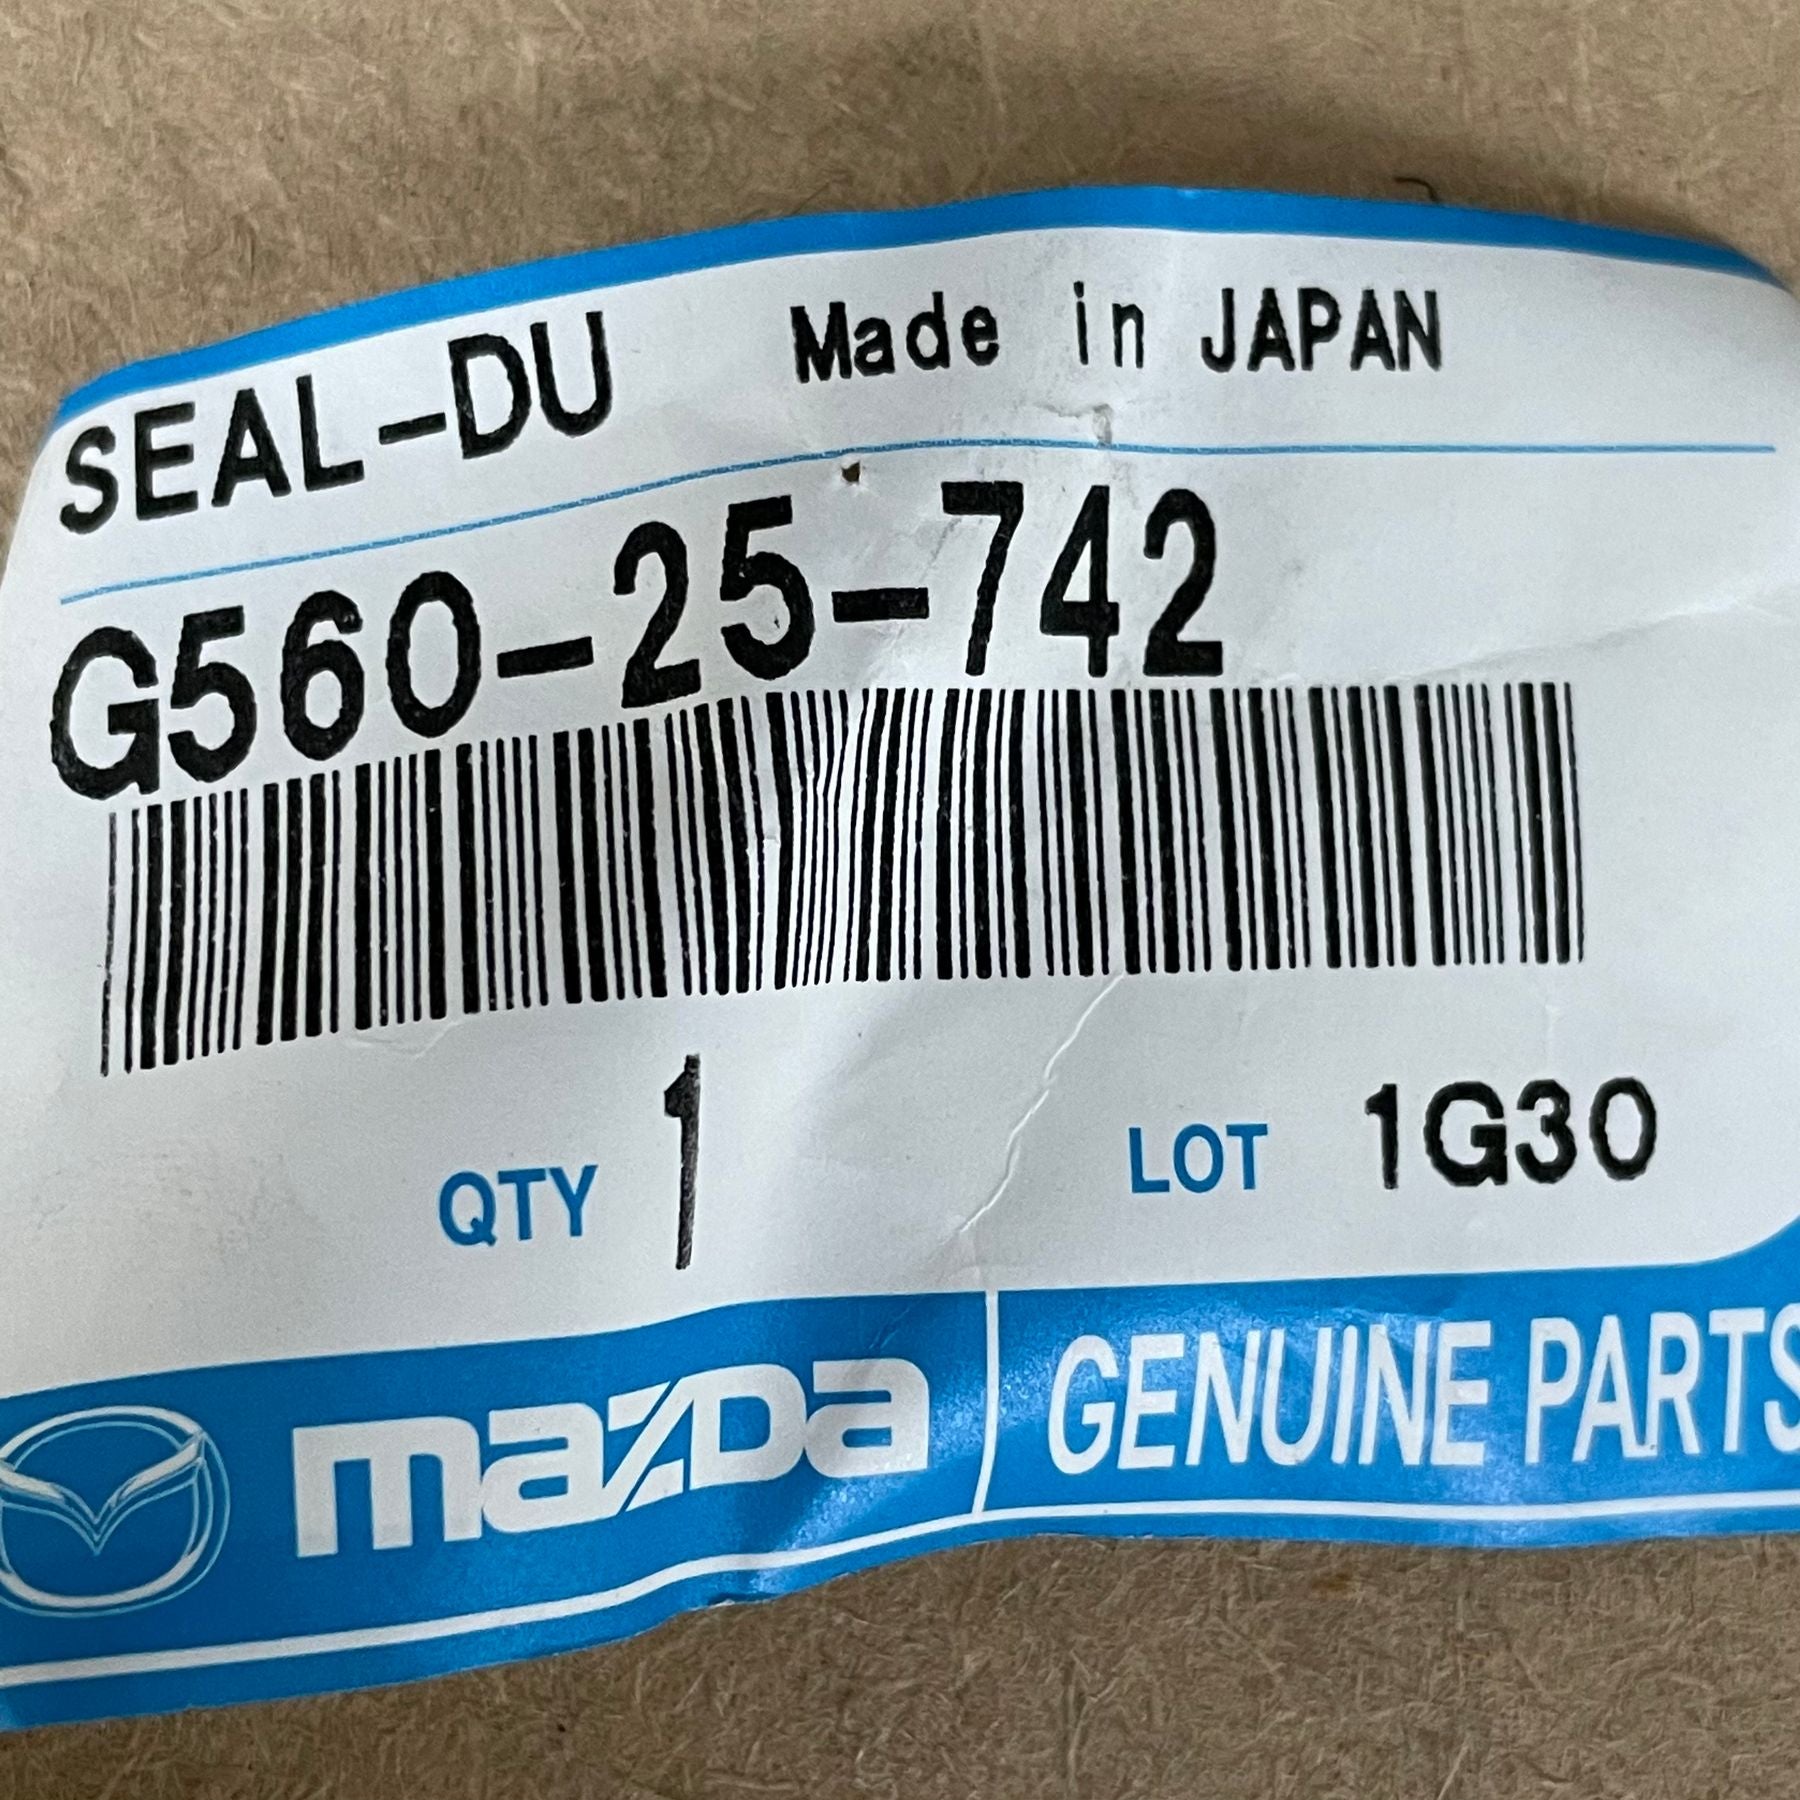 SEAL-DU Made in JAPAN
G560-25-742
QTY 1 LOT 1G30
mazda GENUINE PARTS